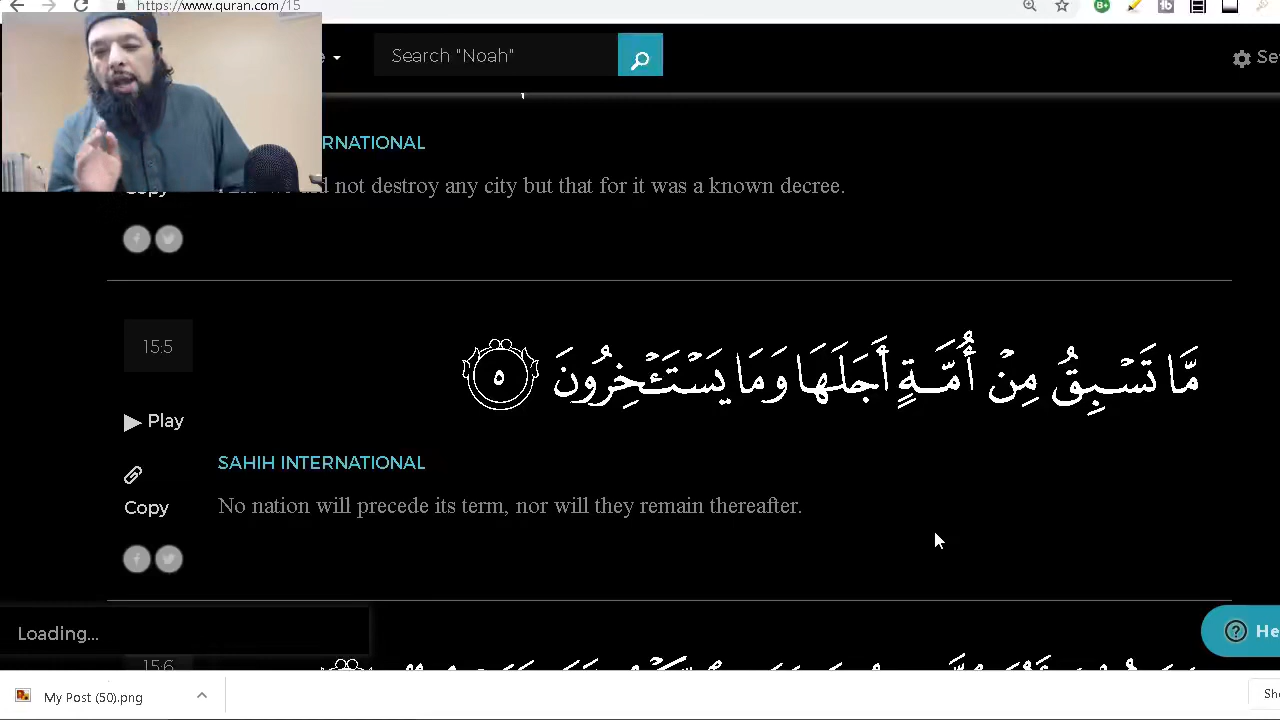 https://www.quran.com/15
Search "Noah"
RNATIONAL
not destroy any city but that for it was a known decree.
Copy
15:5
مَّا تَسْبِقُ مِنْ أُمَّةٍ أَجَلَهَا وَمَا يَسْتَـْٔخِرُونَ ٥
Play
SAHIH INTERNATIONAL
Copy
No nation will precede its term, nor will they remain thereafter.
Loading...
He
15:6
My Post (50).png